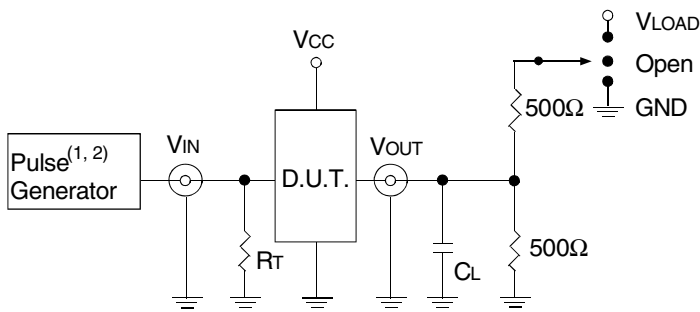 VLOAD
VCC
Open
500Ω
GND
VIN
VOUT
Pulse(1, 2)
Generator
D.U.T.
RT
CL
500Ω